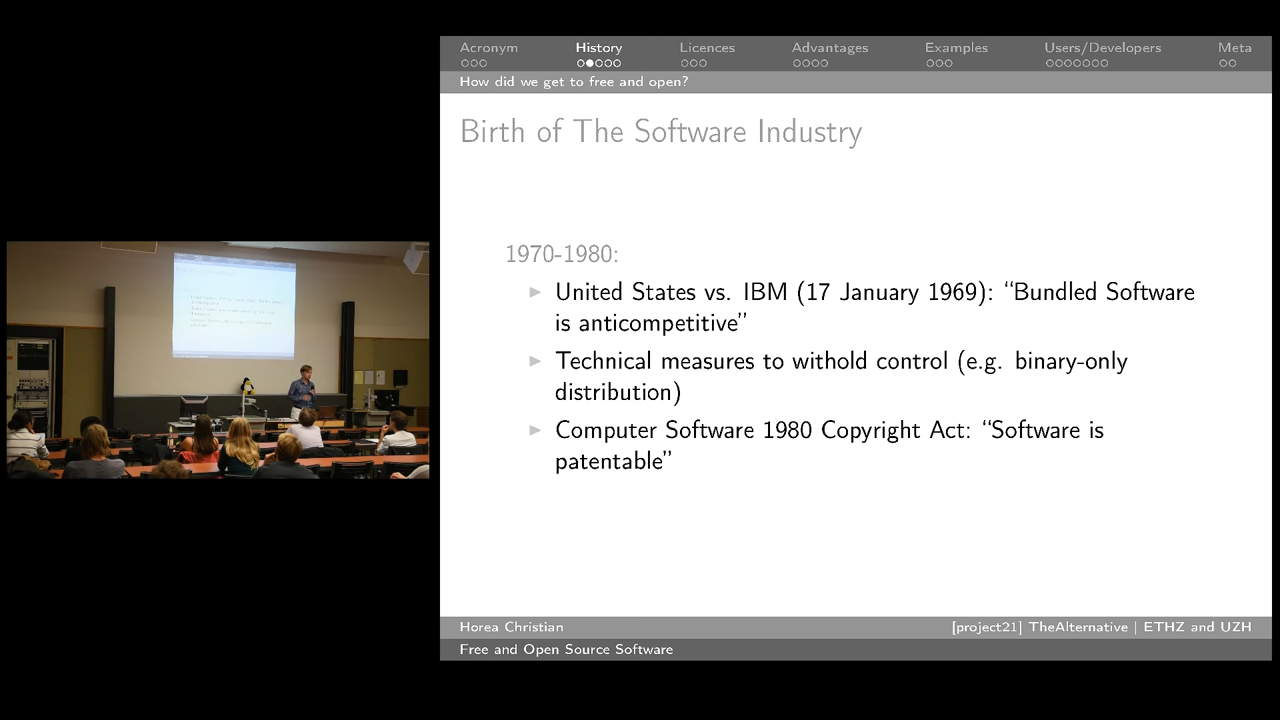 Acronym History Licences Advantages Examples Users/Developers Meta
How did we get to free and open?
Birth of The Software Industry
1970-1980:
United States vs. IBM (17 January 1969): “Bundled Software
is anticompetitive”
Technical measures to withold control (e.g. binary-only
distribution)
Computer Software 1980 Copyright Act: “Software is
patentable”
Horea Christian [project21] TheAlternative | ETHZ and UZH
Free and Open Source Software